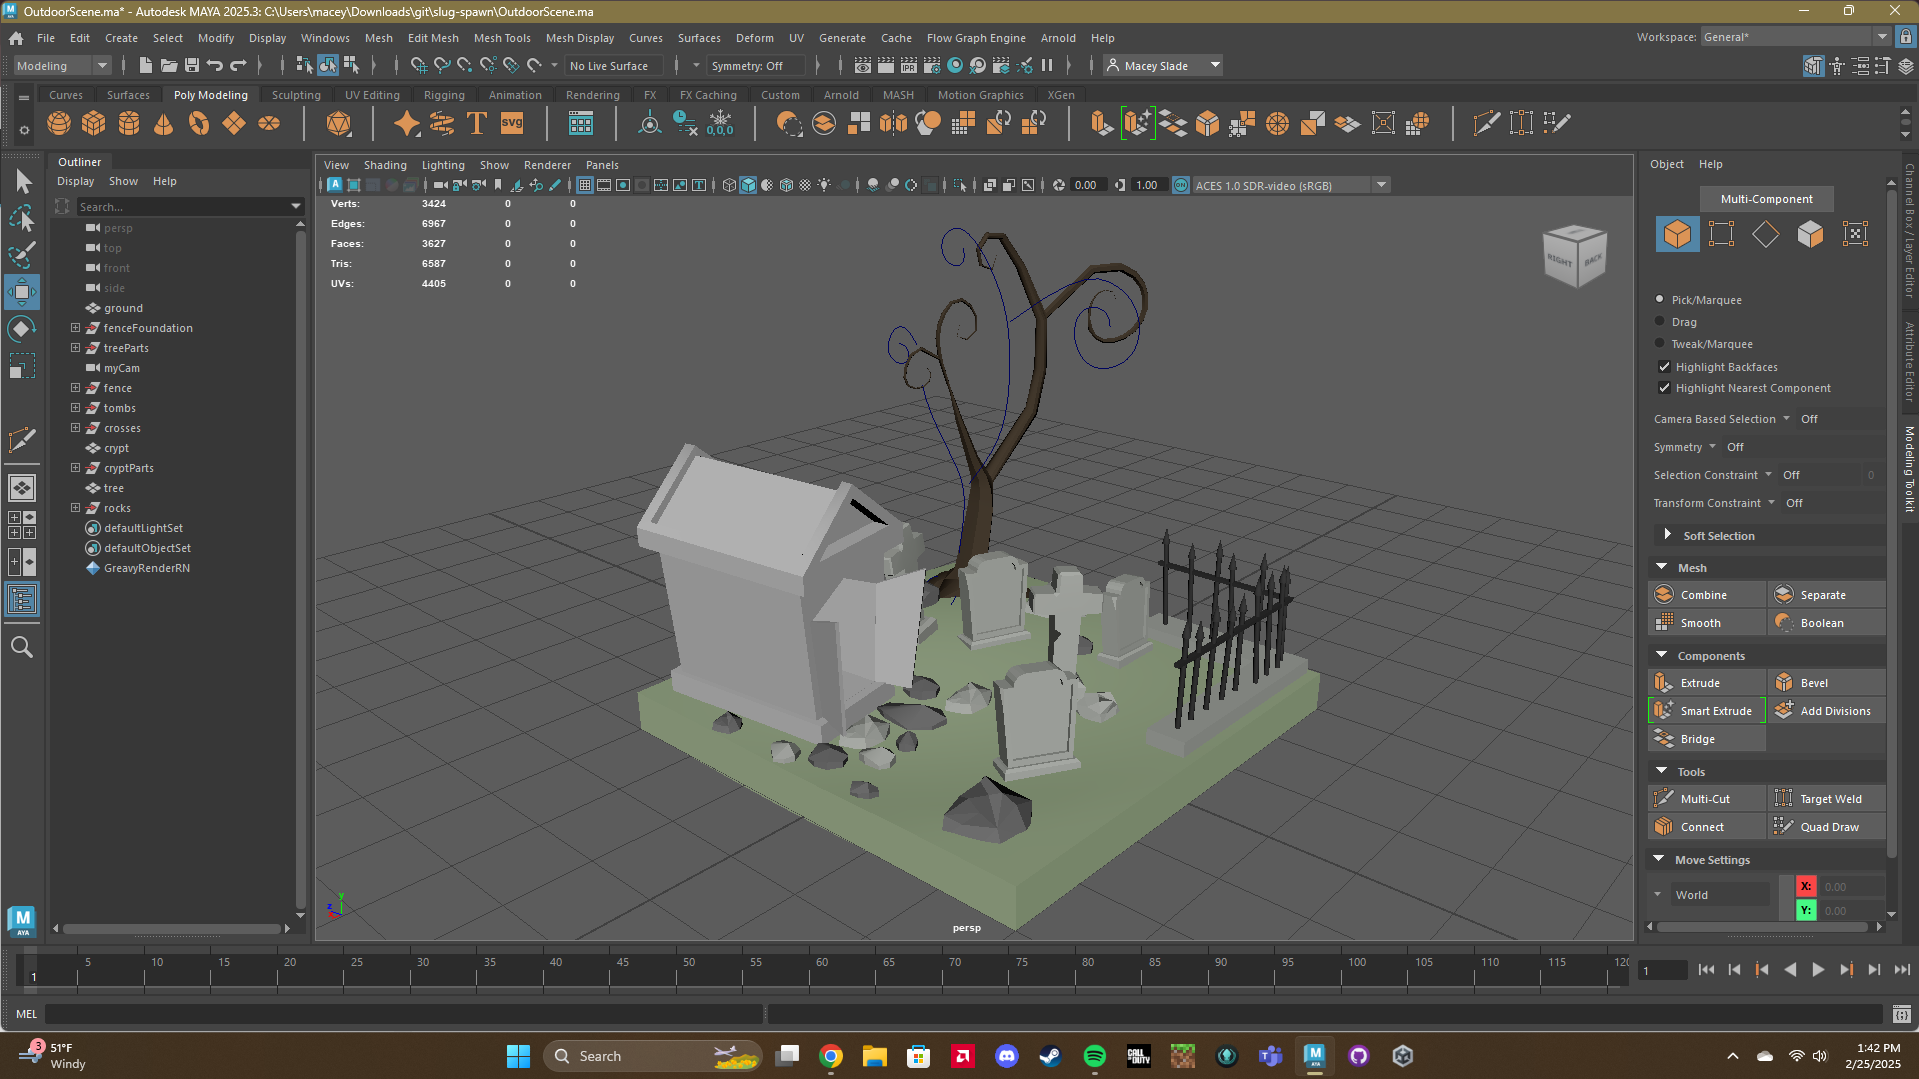 OutdoorScene.ma* - Autodesk MAYA 2025.3: C:\Users\macey\Downloads\git\slug-spawn\OutdoorScene.ma
File Edit Create Select Modify Display Windows Mesh Edit Mesh Mesh Tools Mesh Display Curves Surfaces Deform UV Generate Cache Flow Graph Engine Arnold Help
Workspace: General*
Modeling
No Live Surface
Symmetry: Off
Macey Slade
Curves Surfaces Poly Modeling Sculpting UV Editing Rigging Animation Rendering FX FX Caching Custom Arnold MASH Motion Graphics XGen
Outliner
Display Show Help
Search...
persp
top
front
side
ground
fenceFoundation
treeParts
myCam
fence
tombs
crosses
crypt
cryptParts
tree
rocks
defaultLightSet
defaultObjectSet
GreavyRenderRN
View Shading Lighting Show Renderer Panels
0.00
1.00
ACES 1.0 SDR-video (sRGB)
Verts: 3424 0 0
Edges: 6967 0 0
Faces: 3627 0 0
Tris: 6587 0 0
UVs: 4405 0 0
RIGHT BACK
persp
Object Help
Multi-Component
Pick/Marquee
Drag
Tweak/Marquee
Highlight Backfaces
Highlight Nearest Component
Camera Based Selection Off
Symmetry Off
Selection Constraint Off 0
Transform Constraint Off
Soft Selection
Mesh
Combine Separate
Smooth Boolean
Components
Extrude Bevel
Smart Extrude Add Divisions
Bridge
Tools
Multi-Cut Target Weld
Connect Quad Draw
Move Settings
World
X: 0.00
Y: 0.00
Channel Box / Layer Editor
Attribute Editor
Modeling Toolkit
1 5 10 15 20 25 30 35 40 45 50 55 60 65 70 75 80 85 90 95 100 105 110 115 120
1
MEL
3
51°F
Windy
Search
1:42 PM
2/25/2025